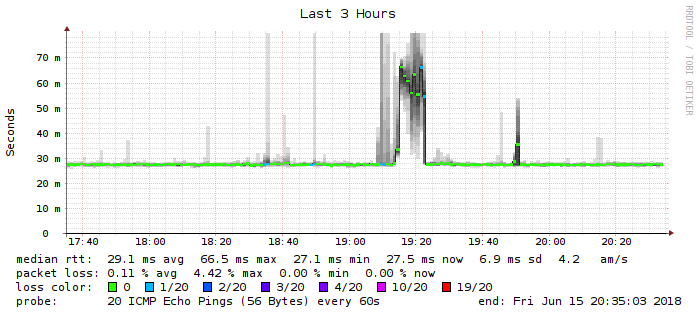 Last 3 Hours
RRDTOOL / TOBI OETIKER
Seconds
70 m
60 m
50 m
40 m
30 m
20 m
10 m
0
17:40 18:00 18:20 18:40 19:00 19:20 19:40 20:00 20:20
median rtt: 29.1 ms avg 66.5 ms max 27.1 ms min 27.5 ms now 6.9 ms sd 4.2 am/s
packet loss: 0.11 % avg 4.42 % max 0.00 % min 0.00 % now
loss color: 0 1/20 2/20 3/20 4/20 10/20 19/20
probe: 20 ICMP Echo Pings (56 Bytes) every 60s end: Fri Jun 15 20:35:03 2018